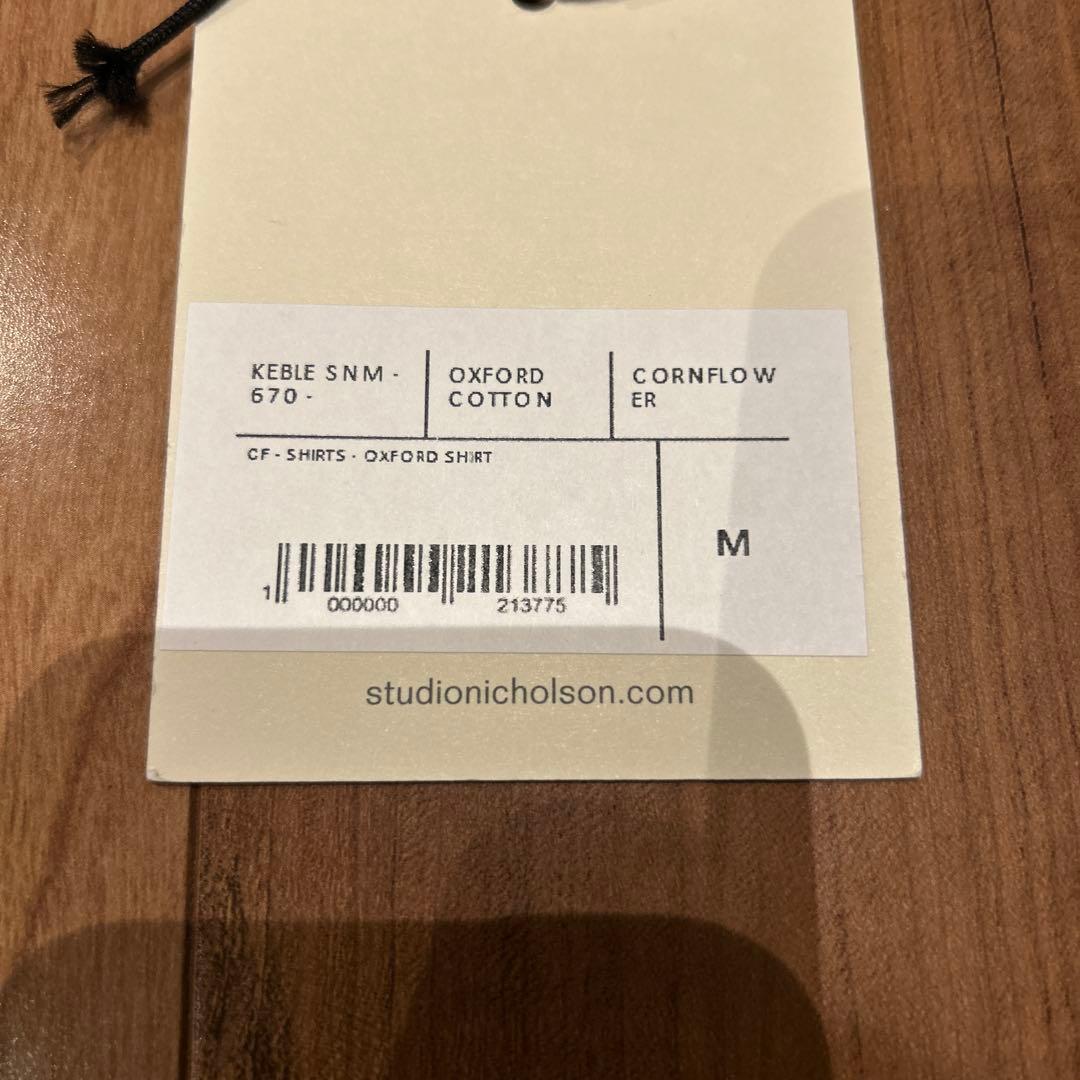 KEBLE SNM -
670 -
OXFORD
COTTON
CORNFLOW
ER
CF - SHIRTS - OXFORD SHIRT
M
1 000000 213775
studionicholson.com